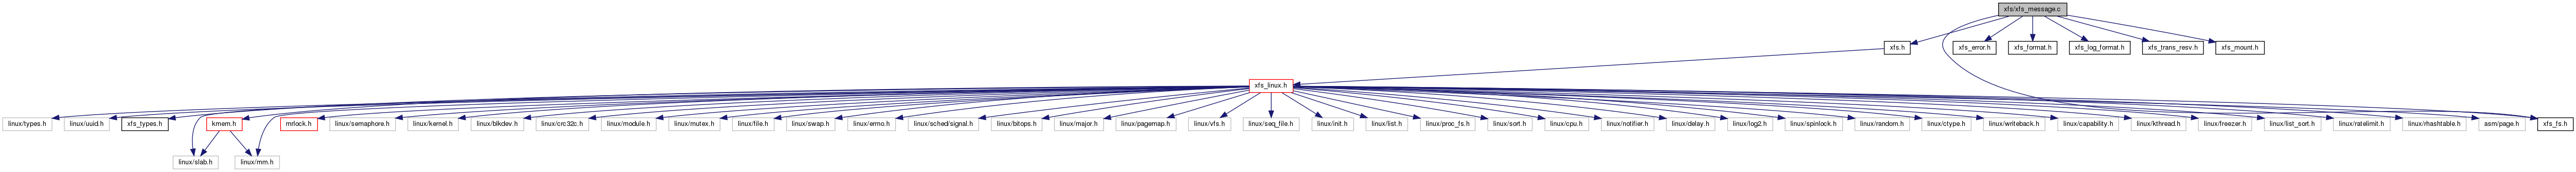 xfs/xfs_message.c
xfs.h
xfs_error.h
xfs_format.h
xfs_log_format.h
xfs_trans_resv.h
xfs_mount.h
xfs_linux.h
linux/types.h
linux/uuid.h
xfs_types.h
kmem.h
mrlock.h
linux/semaphore.h
linux/kernel.h
linux/blkdev.h
linux/crc32c.h
linux/module.h
linux/mutex.h
linux/file.h
linux/swap.h
linux/errno.h
linux/sched/signal.h
linux/bitops.h
linux/major.h
linux/pagemap.h
linux/vfs.h
linux/seq_file.h
linux/init.h
linux/list.h
linux/proc_fs.h
linux/sort.h
linux/cpu.h
linux/notifier.h
linux/delay.h
linux/log2.h
linux/spinlock.h
linux/random.h
linux/ctype.h
linux/writeback.h
linux/capability.h
linux/kthread.h
linux/freezer.h
linux/list_sort.h
linux/ratelimit.h
linux/rhashtable.h
asm/page.h
xfs_fs.h
linux/slab.h
linux/mm.h